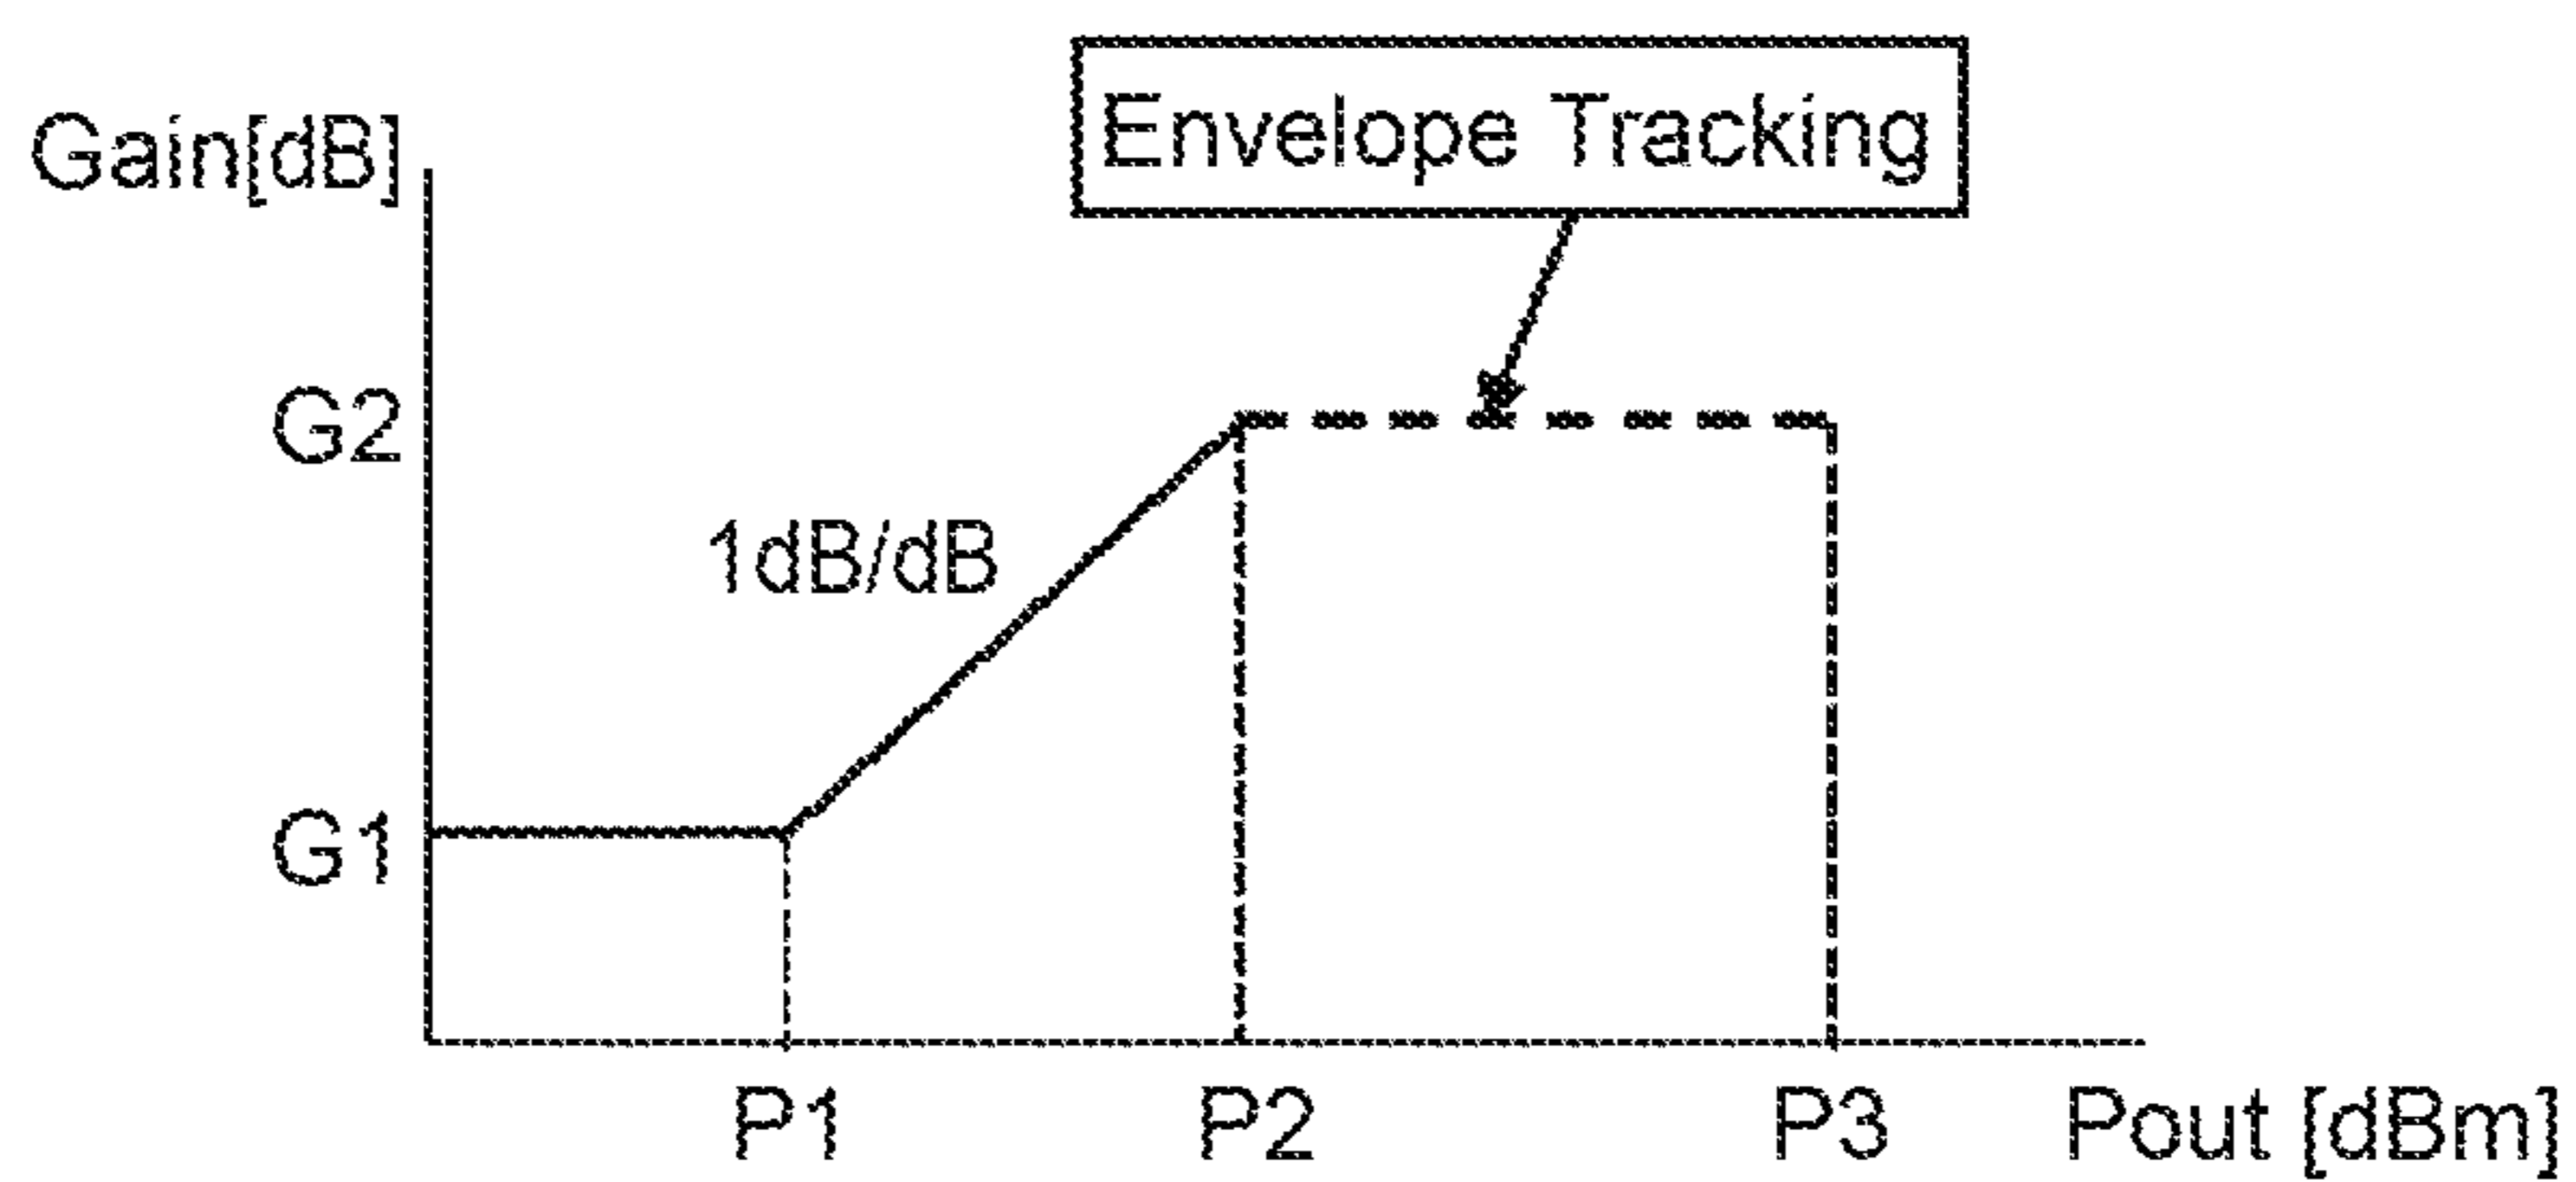 Envelope Tracking
Gain[dB]
G2
1dB/dB
G1
P1
P2
P3
Pout [dBm]